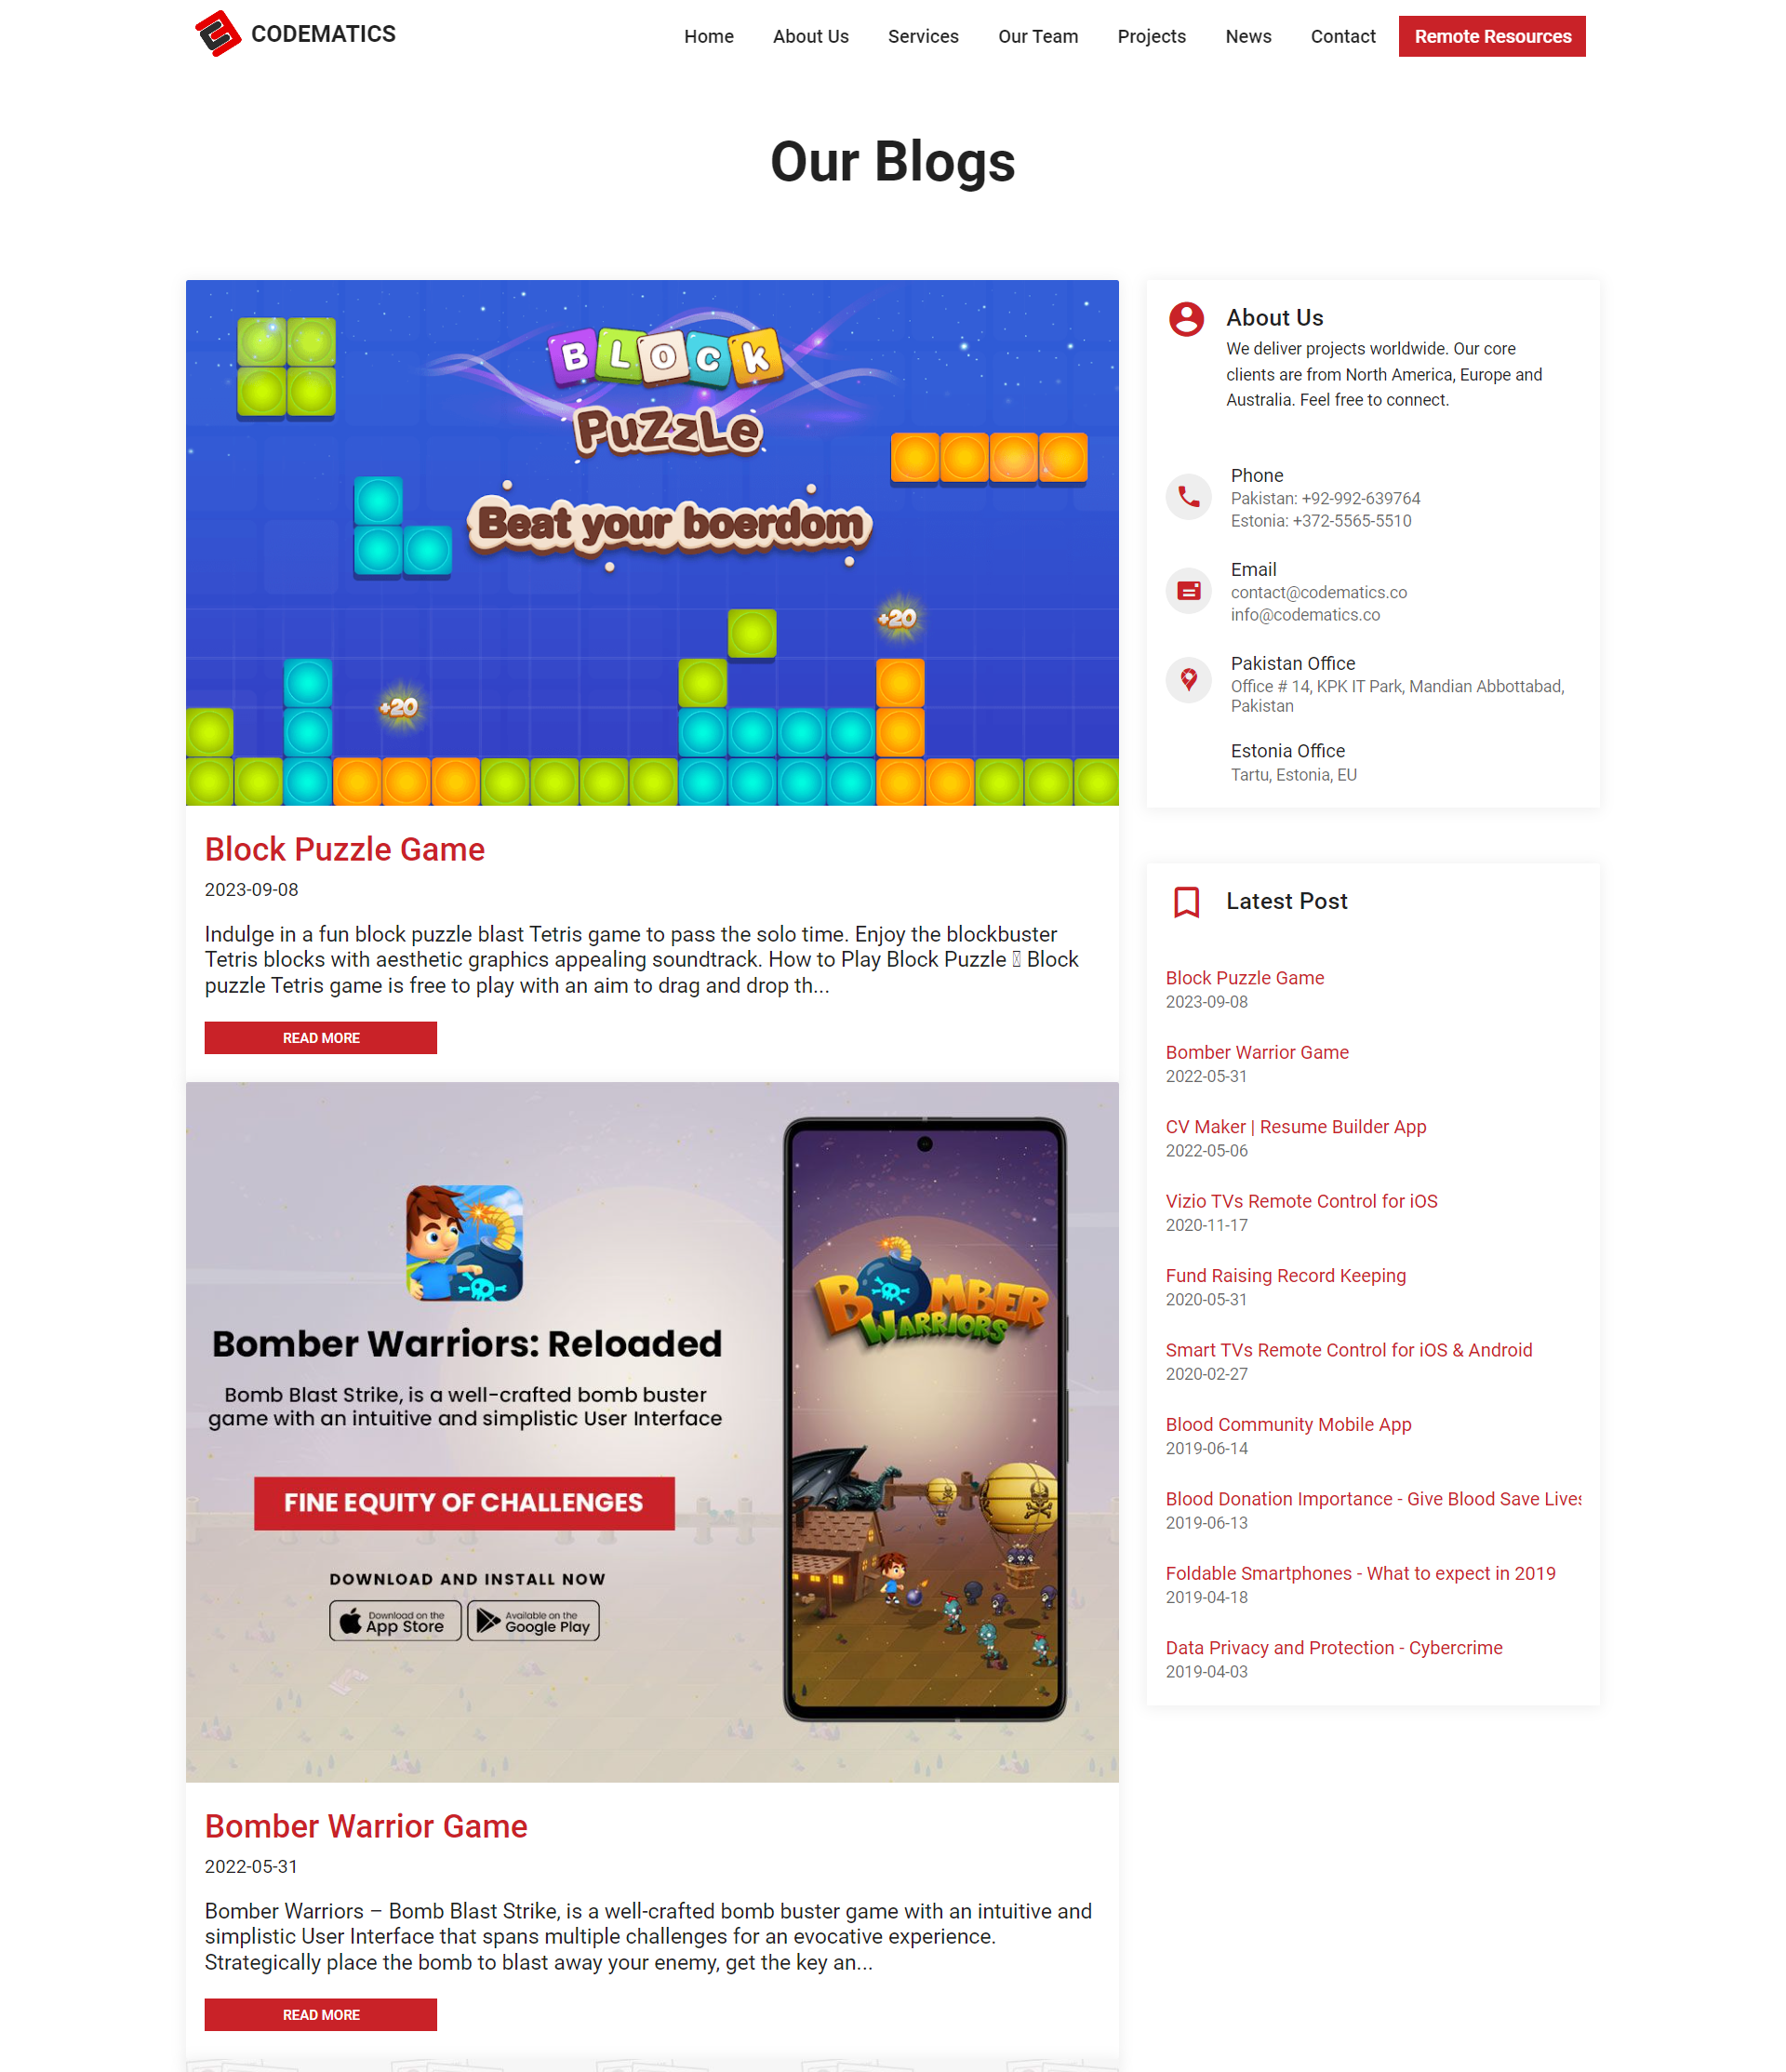 CODEMATICS
Home About Us Services Our Team Projects News Contact Remote Resources
Our Blogs
BLOCK
PuZzLe
Beat your boerdom
+20
+20
Block Puzzle Game
2023-09-08
Indulge in a fun block puzzle blast Tetris game to pass the solo time. Enjoy the blockbuster
Tetris blocks with aesthetic graphics appealing soundtrack. How to Play Block Puzzle Block
puzzle Tetris game is free to play with an aim to drag and drop th...
READ MORE
Bomber Warriors: Reloaded
Bomb Blast Strike, is a well-crafted bomb buster
game with an intuitive and simplistic User Interface
FINE EQUITY OF CHALLENGES
DOWNLOAD AND INSTALL NOW
Download on the
App Store
Available on the
Google Play
BOMBER
WARRIORS
Bomber Warrior Game
2022-05-31
Bomber Warriors – Bomb Blast Strike, is a well-crafted bomb buster game with an intuitive and
simplistic User Interface that spans multiple challenges for an evocative experience.
Strategically place the bomb to blast away your enemy, get the key an...
READ MORE
About Us
We deliver projects worldwide. Our core
clients are from North America, Europe and
Australia. Feel free to connect.
Phone
Pakistan: +92-992-639764
Estonia: +372-5565-5510
Email
contact@codematics.co
info@codematics.co
Pakistan Office
Office # 14, KPK IT Park, Mandian Abbottabad,
Pakistan
Estonia Office
Tartu, Estonia, EU
Latest Post
Block Puzzle Game
2023-09-08
Bomber Warrior Game
2022-05-31
CV Maker | Resume Builder App
2022-05-06
Vizio TVs Remote Control for iOS
2020-11-17
Fund Raising Record Keeping
2020-05-31
Smart TVs Remote Control for iOS & Android
2020-02-27
Blood Community Mobile App
2019-06-14
Blood Donation Importance - Give Blood Save Lives
2019-06-13
Foldable Smartphones - What to expect in 2019
2019-04-18
Data Privacy and Protection - Cybercrime
2019-04-03